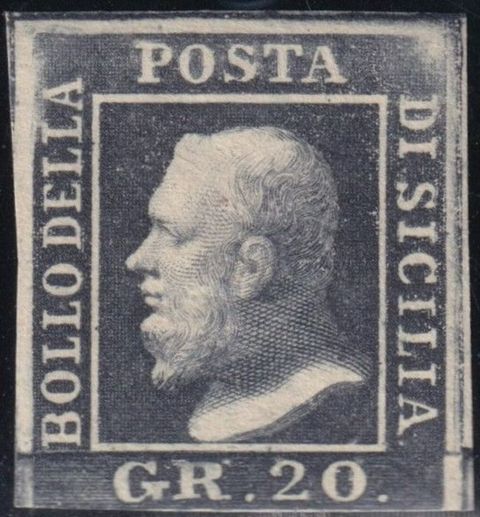 BOLLO DELLA
POSTA
DI SICILIA
GR. 20.